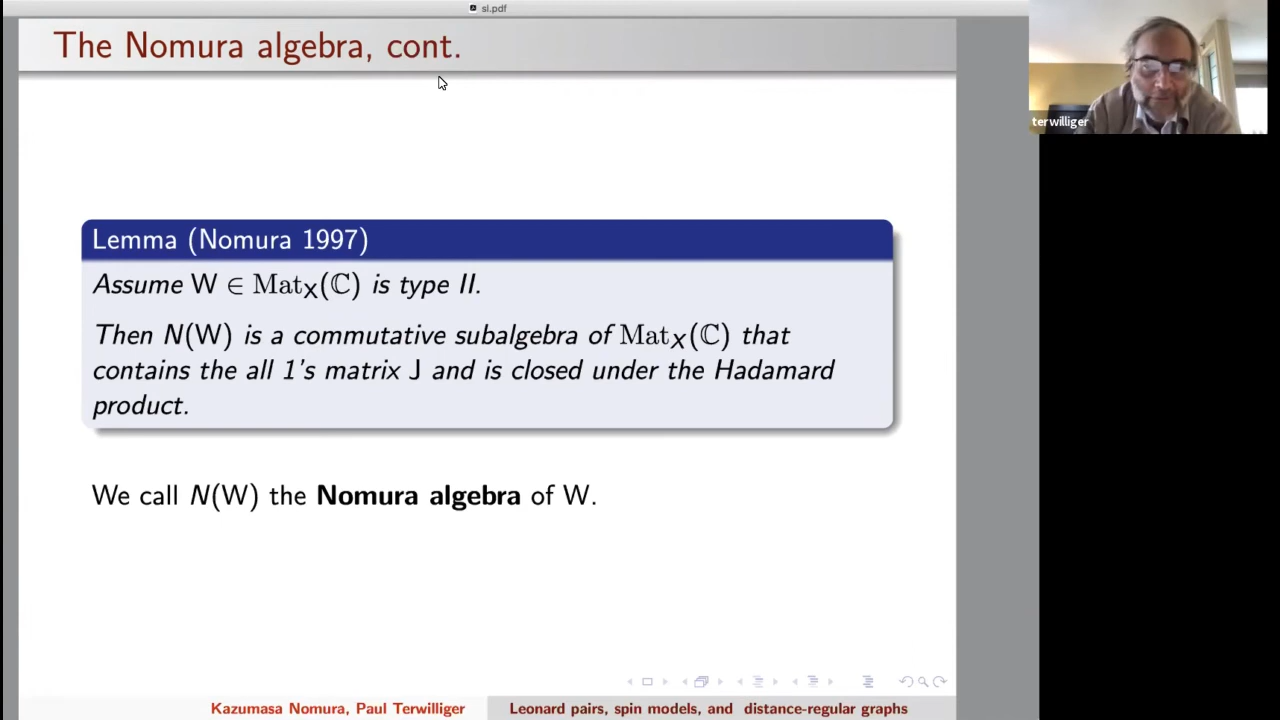 sl.pdf
The Nomura algebra, cont.
terwilliger
Lemma (Nomura 1997)
Assume W ∈ Mat_X(ℂ) is type II.
Then N(W) is a commutative subalgebra of Mat_X(ℂ) that
contains the all 1's matrix J and is closed under the Hadamard
product.
We call N(W) the Nomura algebra of W.
Kazumasa Nomura, Paul Terwilliger
Leonard pairs, spin models, and distance-regular graphs